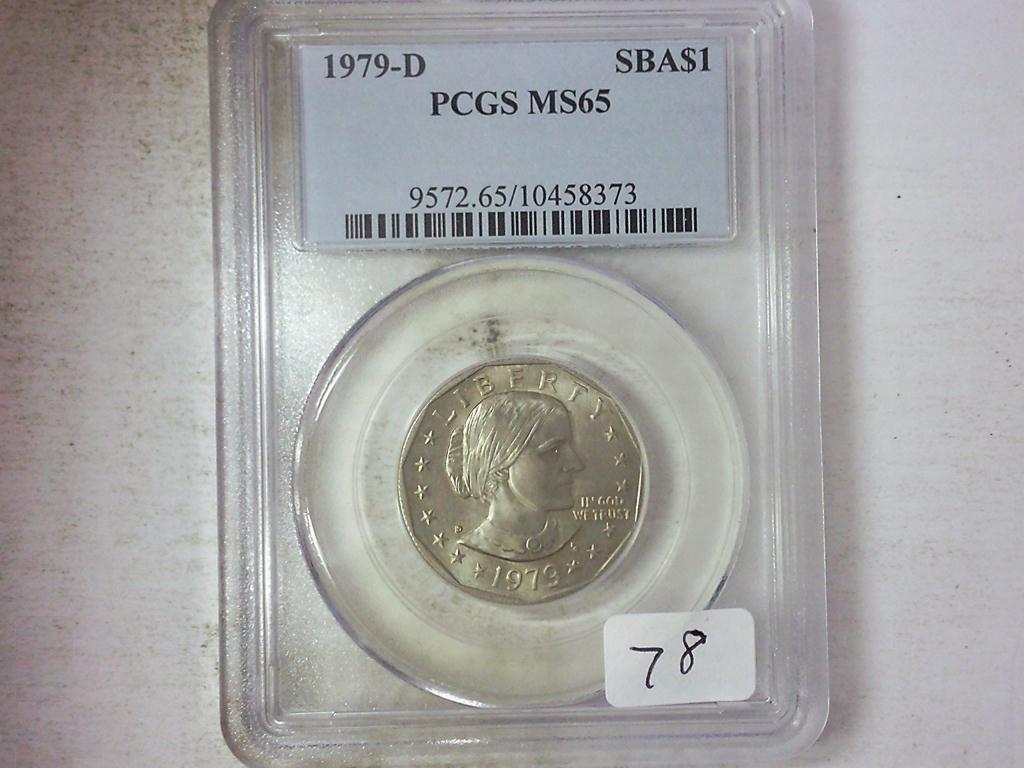 1979-D SBA$1
PCGS MS65
9572.65/10458373
LIBERTY
IN GOD
WE TRUST
D
1979
78